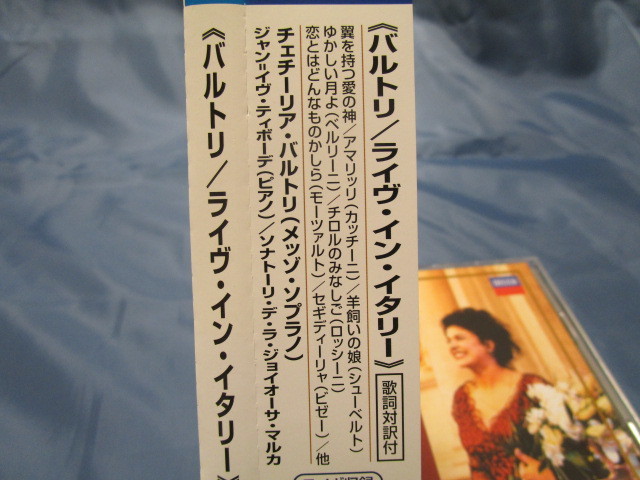 《バルトリ／ライヴ・イン・イタリー》
歌詞対訳付
翼を持つ愛の神／アマリッリ(カッチーニ)／羊飼いの娘(シューベルト)
ゆかしい月よ(ベルリーニ)／チロルのみなしご(ロッシーニ)
恋とはどんなものかしら(モーツァルト)／セギディーリャ(ビゼー)／他
チェチーリア・バルトリ(メッゾ・ソプラノ)
ジャン=イヴ・ティボーデ(ピアノ)／ソナトーリ・デ・ラ・ジョイオーサ・マルカ
《バルトリ／ライヴ・イン・イタリー》
DECCA